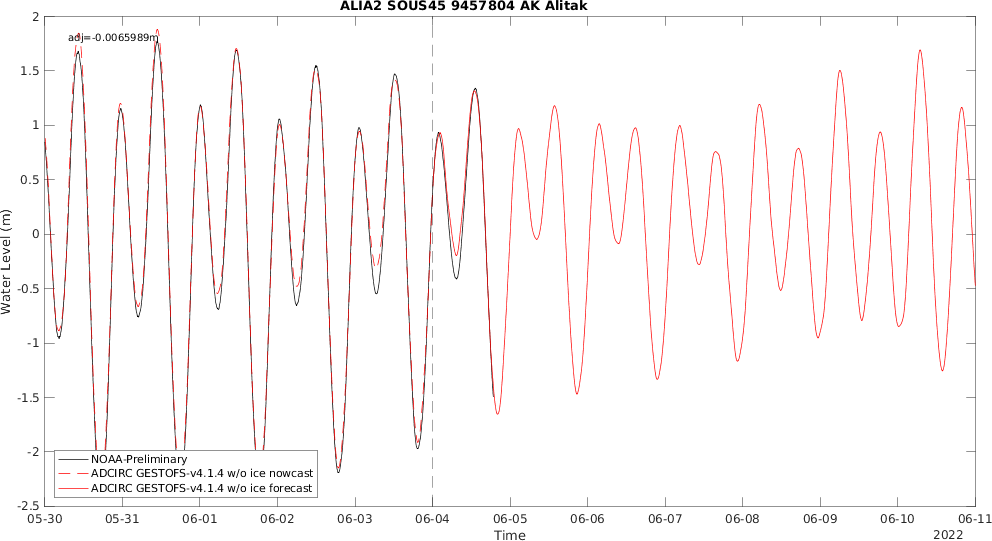 ALIA2 SOUS45 9457804 AK Alitak
adj=-0.0065989m
2
1.5
1
0.5
0
-0.5
-1
-1.5
-2
-2.5
Water Level (m)
NOAA-Preliminary
ADCIRC GESTOFS-v4.1.4 w/o ice nowcast
ADCIRC GESTOFS-v4.1.4 w/o ice forecast
05-30 05-31 06-01 06-02 06-03 06-04 06-05 06-06 06-07 06-08 06-09 06-10 06-11
Time
2022